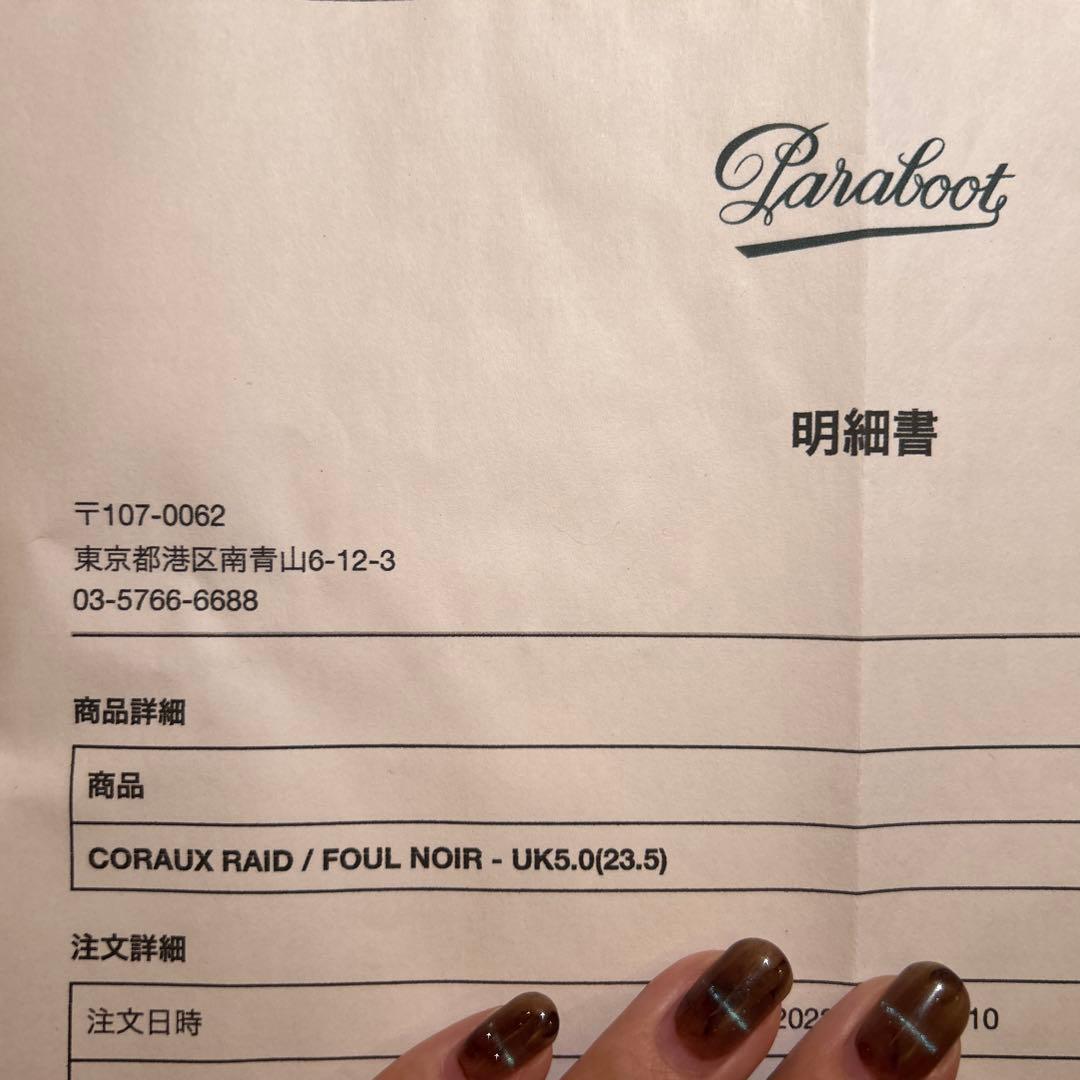 Paraboot
明細書
〒107-0062
東京都港区南青山6-12-3
03-5766-6688
商品詳細
商品
CORAUX RAID / FOUL NOIR - UK5.0(23.5)
注文詳細
注文日時 10